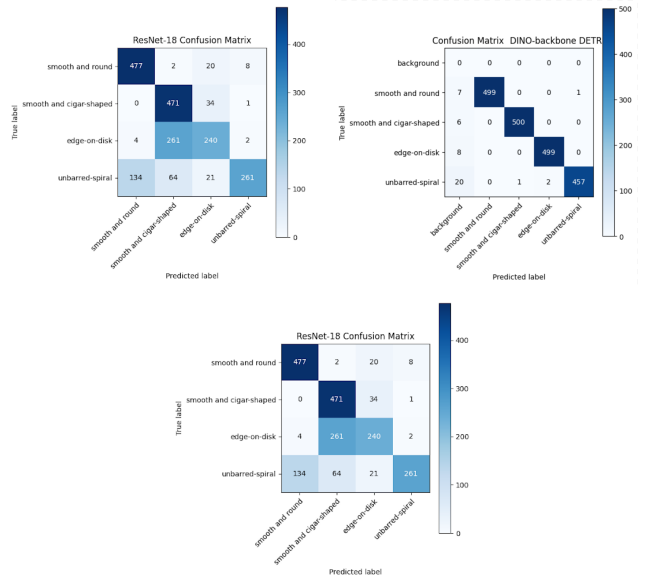 ResNet-18 Confusion Matrix
True label
smooth and round
smooth and cigar-shaped
edge-on-disk
unbarred-spiral
477 2 20 8
0 471 34 1
4 261 240 2
134 64 21 261
smooth and round
smooth and cigar-shaped
edge-on-disk
unbarred-spiral
Predicted label
400
300
200
100
0
Confusion Matrix DINO-backbone DETR
True label
background
smooth and round
smooth and cigar-shaped
edge-on-disk
unbarred-spiral
0 0 0 0 0
7 499 0 0 1
6 0 500 0 0
8 0 0 499 0
20 0 1 2 457
background
smooth and round
smooth and cigar-shaped
edge-on-disk
unbarred-spiral
Predicted label
500
400
300
200
100
0
ResNet-18 Confusion Matrix
True label
smooth and round
smooth and cigar-shaped
edge-on-disk
unbarred-spiral
477 2 20 8
0 471 34 1
4 261 240 2
134 64 21 261
smooth and round
smooth and cigar-shaped
edge-on-disk
unbarred-spiral
Predicted label
400
300
200
100
0